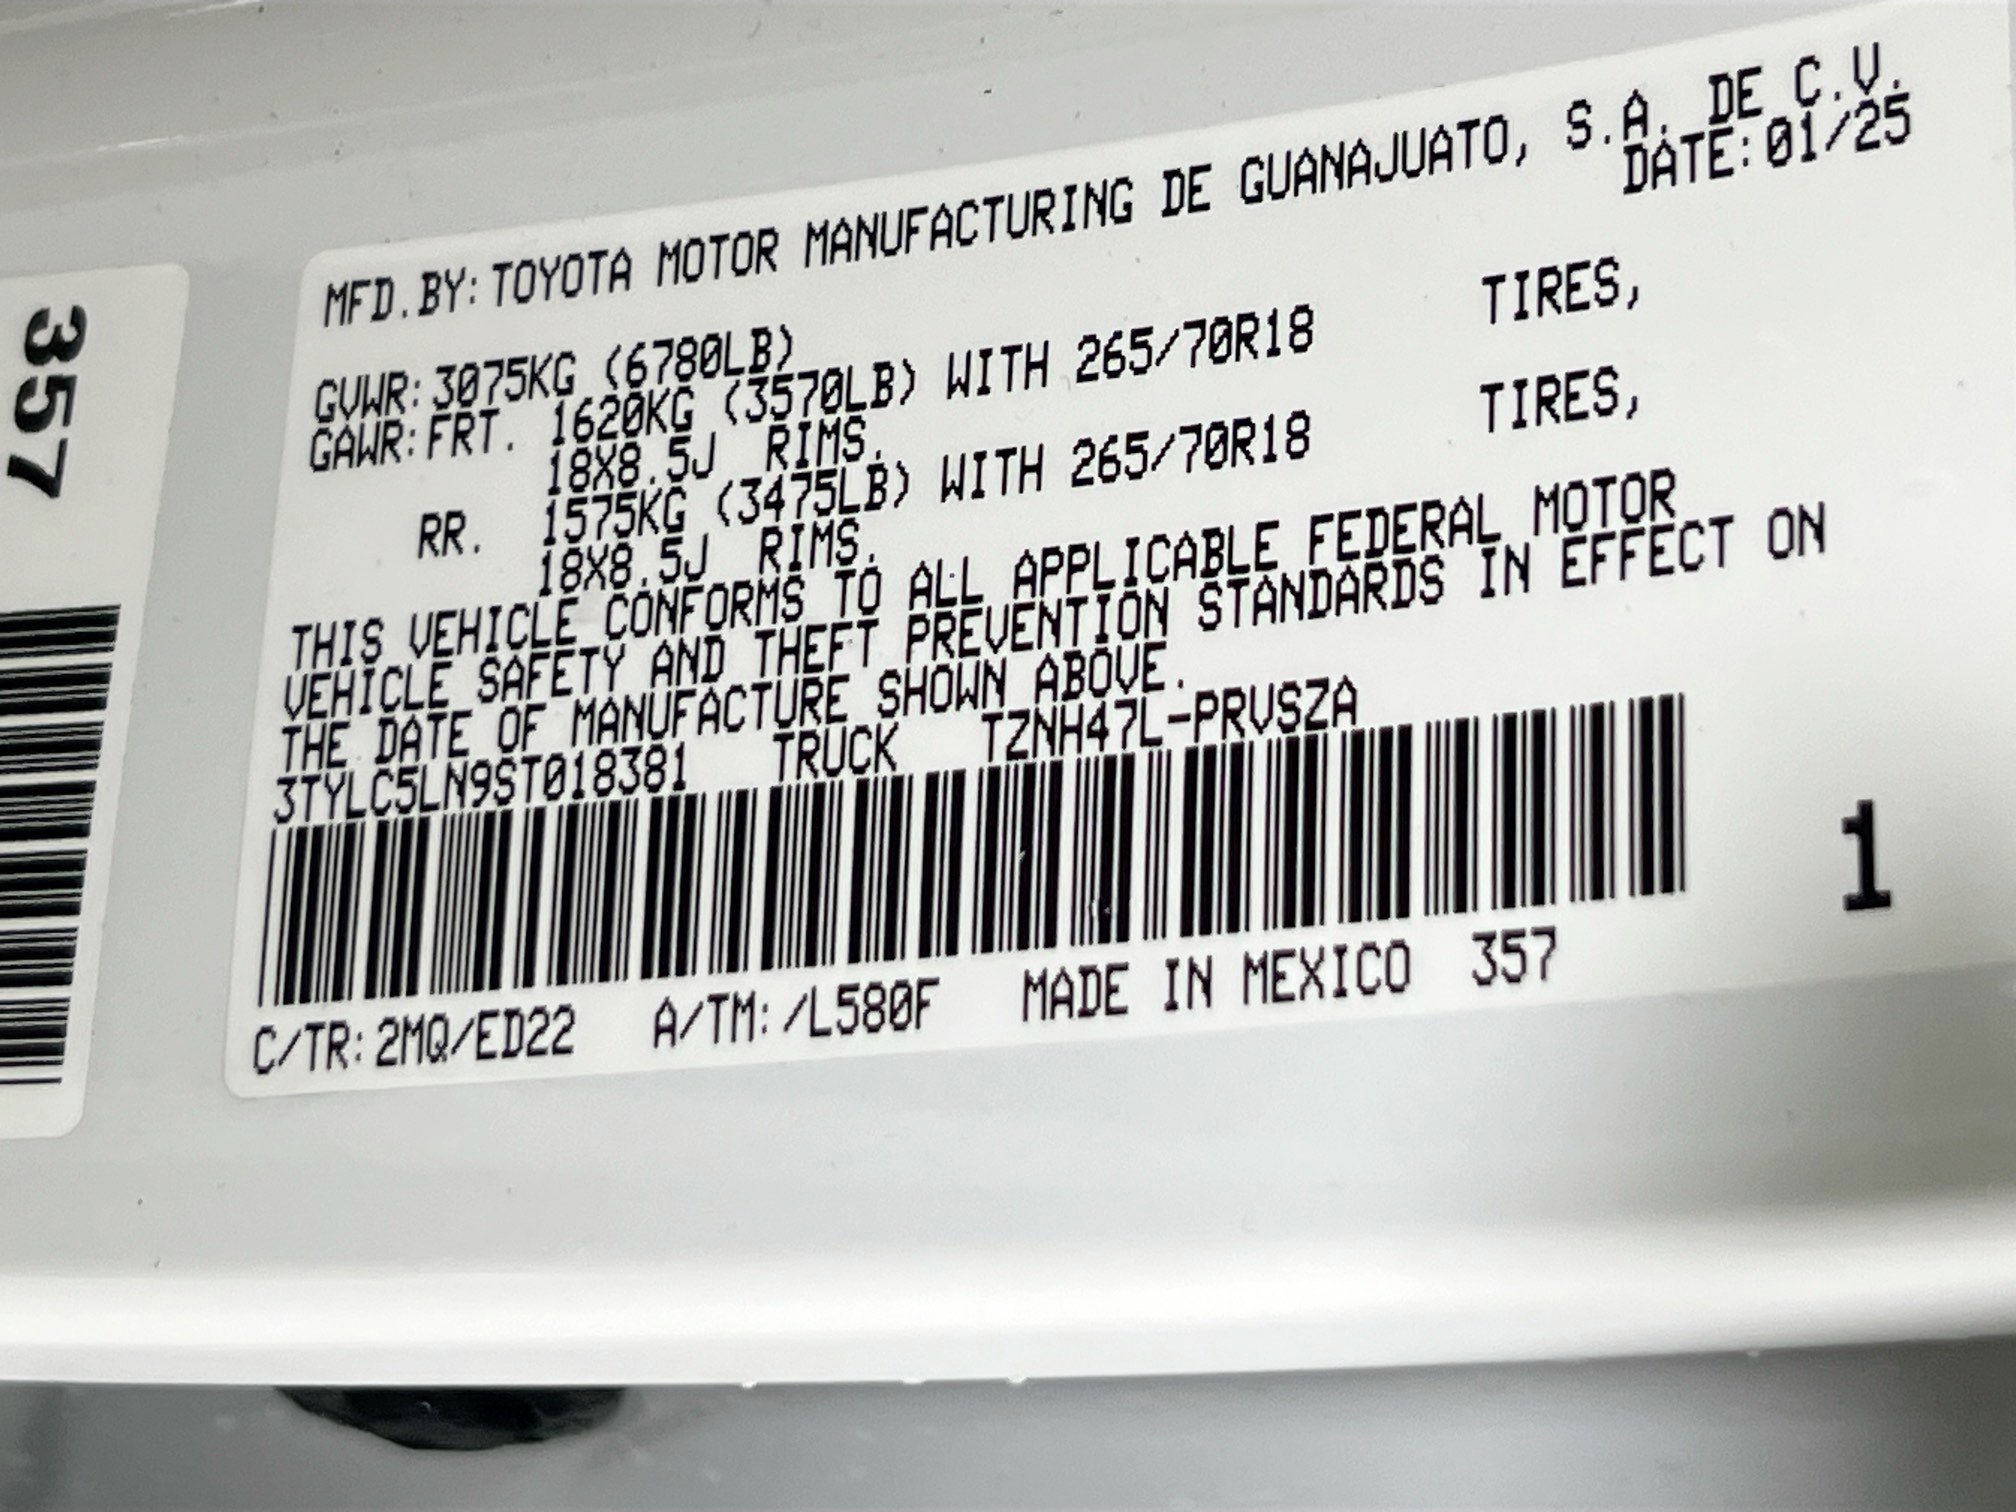 MFD.BY:TOYOTA MOTOR MANUFACTURING DE GUANAJUATO, S.A. DE C.V.
DATE:01/25
GVWR:3075KG (6780LB)
GAWR:FRT. 1620KG (3570LB) WITH 265/70R18 TIRES,
18X8.5J RIMS.
RR. 1575KG (3475LB) WITH 265/70R18 TIRES,
18X8.5J RIMS.
THIS VEHICLE CONFORMS TO ALL APPLICABLE FEDERAL MOTOR
VEHICLE SAFETY AND THEFT PREVENTION STANDARDS IN EFFECT ON
THE DATE OF MANUFACTURE SHOWN ABOVE.
3TYLC5LN9ST018381 TRUCK TZNH47L-PRVSZA
1
C/TR:2MQ/ED22 A/TM:/L580F MADE IN MEXICO 357
357